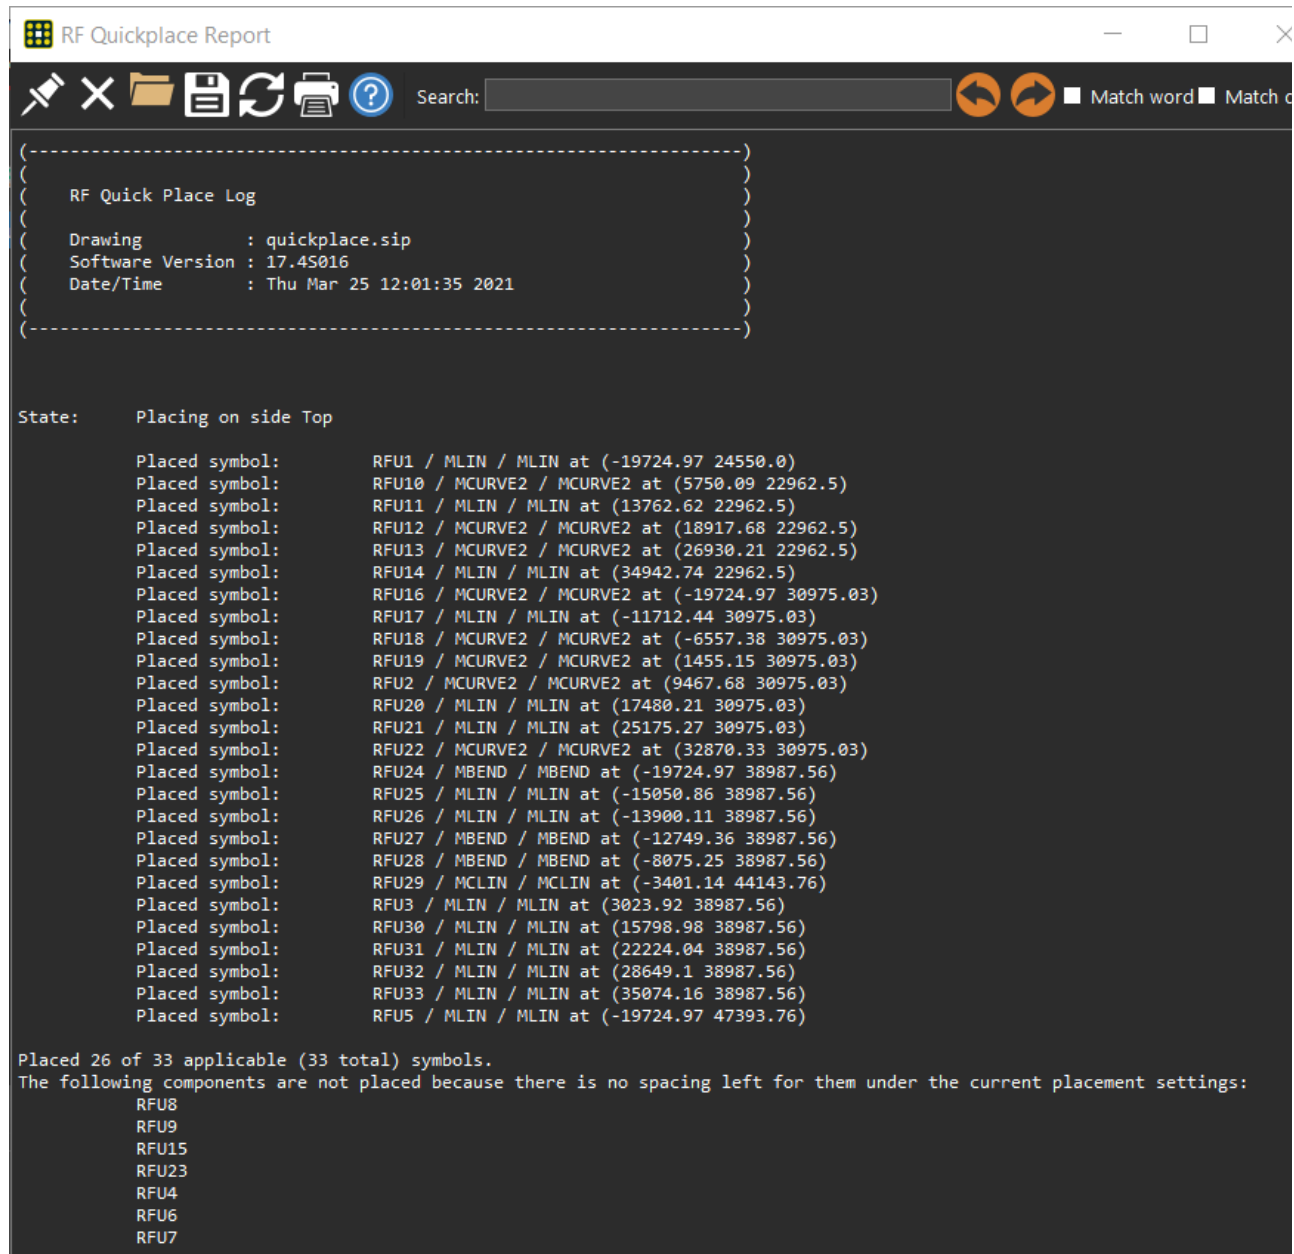 RF Quickplace Report
Search:
Match word
Match c
(---------------------------------------------------------------------)
( )
( RF Quick Place Log )
( )
( Drawing : quickplace.sip )
( Software Version : 17.4S016 )
( Date/Time : Thu Mar 25 12:01:35 2021 )
( )
(---------------------------------------------------------------------)
State: Placing on side Top
Placed symbol: RFU1 / MLIN / MLIN at (-19724.97 24550.0)
Placed symbol: RFU10 / MCURVE2 / MCURVE2 at (5750.09 22962.5)
Placed symbol: RFU11 / MLIN / MLIN at (13762.62 22962.5)
Placed symbol: RFU12 / MCURVE2 / MCURVE2 at (18917.68 22962.5)
Placed symbol: RFU13 / MCURVE2 / MCURVE2 at (26930.21 22962.5)
Placed symbol: RFU14 / MLIN / MLIN at (34942.74 22962.5)
Placed symbol: RFU16 / MCURVE2 / MCURVE2 at (-19724.97 30975.03)
Placed symbol: RFU17 / MLIN / MLIN at (-11712.44 30975.03)
Placed symbol: RFU18 / MCURVE2 / MCURVE2 at (-6557.38 30975.03)
Placed symbol: RFU19 / MCURVE2 / MCURVE2 at (1455.15 30975.03)
Placed symbol: RFU2 / MCURVE2 / MCURVE2 at (9467.68 30975.03)
Placed symbol: RFU20 / MLIN / MLIN at (17480.21 30975.03)
Placed symbol: RFU21 / MLIN / MLIN at (25175.27 30975.03)
Placed symbol: RFU22 / MCURVE2 / MCURVE2 at (32870.33 30975.03)
Placed symbol: RFU24 / MBEND / MBEND at (-19724.97 38987.56)
Placed symbol: RFU25 / MLIN / MLIN at (-15050.86 38987.56)
Placed symbol: RFU26 / MLIN / MLIN at (-13900.11 38987.56)
Placed symbol: RFU27 / MBEND / MBEND at (-12749.36 38987.56)
Placed symbol: RFU28 / MBEND / MBEND at (-8075.25 38987.56)
Placed symbol: RFU29 / MCLIN / MCLIN at (-3401.14 44143.76)
Placed symbol: RFU3 / MLIN / MLIN at (3023.92 38987.56)
Placed symbol: RFU30 / MLIN / MLIN at (15798.98 38987.56)
Placed symbol: RFU31 / MLIN / MLIN at (22224.04 38987.56)
Placed symbol: RFU32 / MLIN / MLIN at (28649.1 38987.56)
Placed symbol: RFU33 / MLIN / MLIN at (35074.16 38987.56)
Placed symbol: RFU5 / MLIN / MLIN at (-19724.97 47393.76)
Placed 26 of 33 applicable (33 total) symbols.
The following components are not placed because there is no spacing left for them under the current placement settings:
RFU8
RFU9
RFU15
RFU23
RFU4
RFU6
RFU7